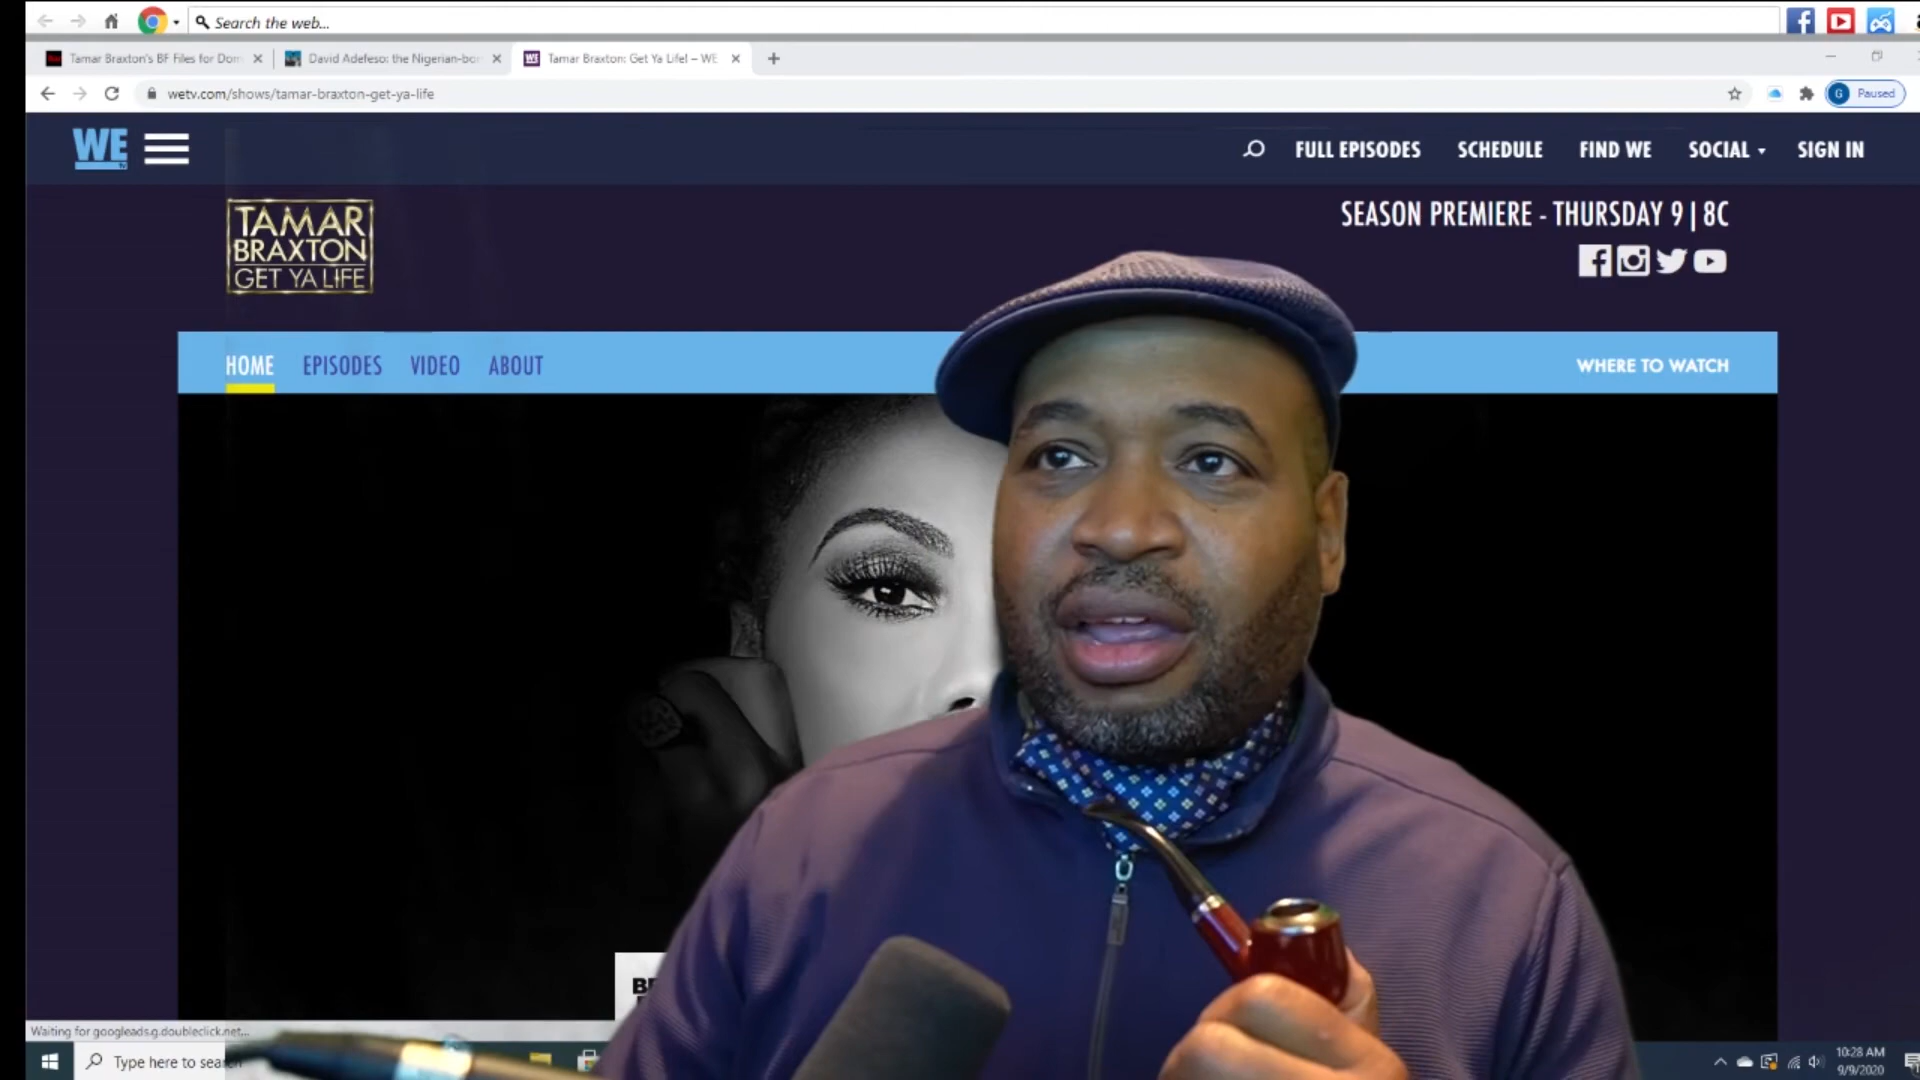 Search the web...
Tamar Braxton's BF Files for Dom
David Adefeso: the Nigerian-bor
Tamar Braxton: Get Ya Life! – WE
wetv.com/shows/tamar-braxton-get-ya-life
G Paused
WE tv
FULL EPISODES
SCHEDULE
FIND WE
SOCIAL
SIGN IN
TAMAR
BRAXTON
GET YA LIFE
SEASON PREMIERE - THURSDAY 9 | 8C
HOME
EPISODES
VIDEO
ABOUT
WHERE TO WATCH
Waiting for googleads.g.doubleclick.net...
Type here to sear
10:28 AM
9/9/2020